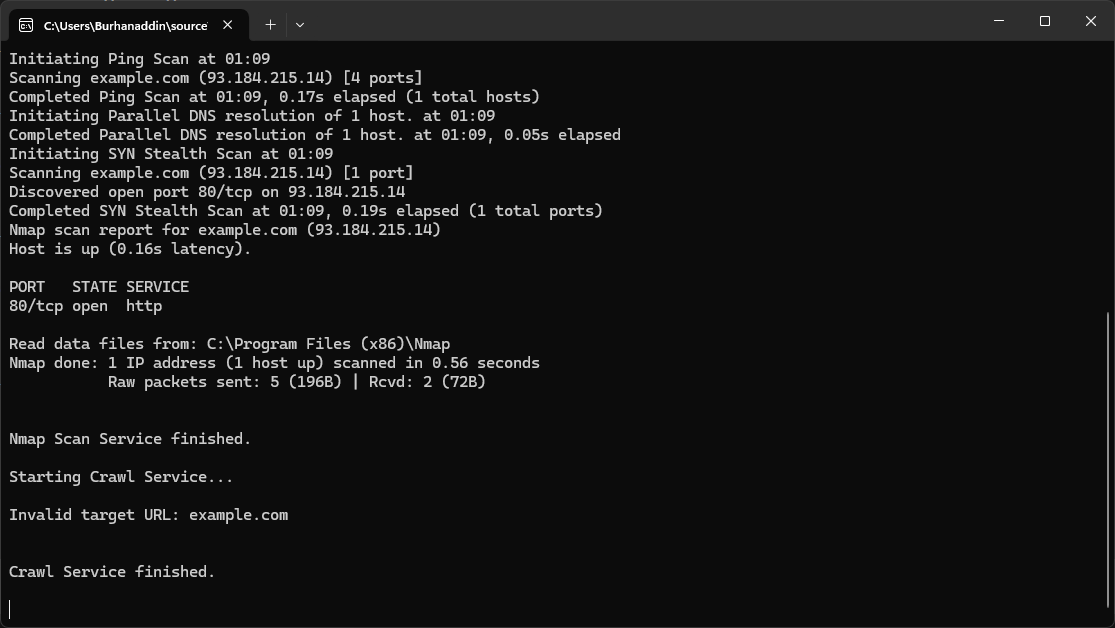 C:\Users\Burhanaddin\source
Initiating Ping Scan at 01:09
Scanning example.com (93.184.215.14) [4 ports]
Completed Ping Scan at 01:09, 0.17s elapsed (1 total hosts)
Initiating Parallel DNS resolution of 1 host. at 01:09
Completed Parallel DNS resolution of 1 host. at 01:09, 0.05s elapsed
Initiating SYN Stealth Scan at 01:09
Scanning example.com (93.184.215.14) [1 port]
Discovered open port 80/tcp on 93.184.215.14
Completed SYN Stealth Scan at 01:09, 0.19s elapsed (1 total ports)
Nmap scan report for example.com (93.184.215.14)
Host is up (0.16s latency).
PORT   STATE SERVICE
80/tcp open  http
Read data files from: C:\Program Files (x86)\Nmap
Nmap done: 1 IP address (1 host up) scanned in 0.56 seconds
           Raw packets sent: 5 (196B) | Rcvd: 2 (72B)
Nmap Scan Service finished.
Starting Crawl Service...
Invalid target URL: example.com
Crawl Service finished.